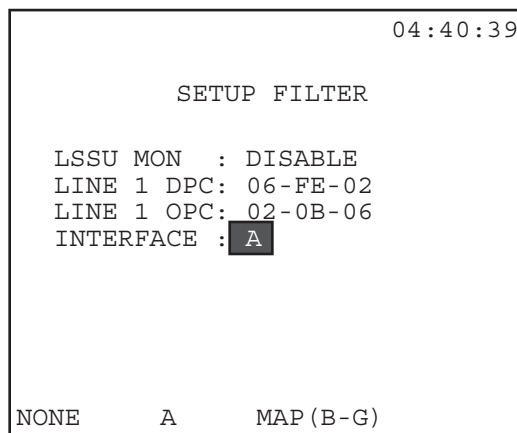 04:40:39
SETUP FILTER
LSSU MON : DISABLE
LINE 1 DPC: 06-FE-02
LINE 1 OPC: 02-0B-06
INTERFACE : A
NONE A MAP(B-G)